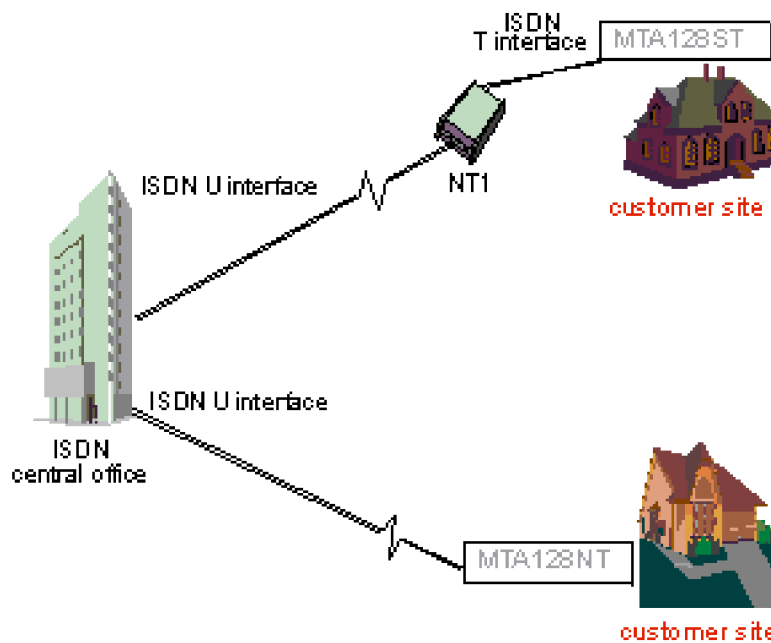 ISDN
T interface
MTA128ST
ISDN U interface
NT1
customer site
ISDN U interface
ISDN
central office
MTA128NT
customer site